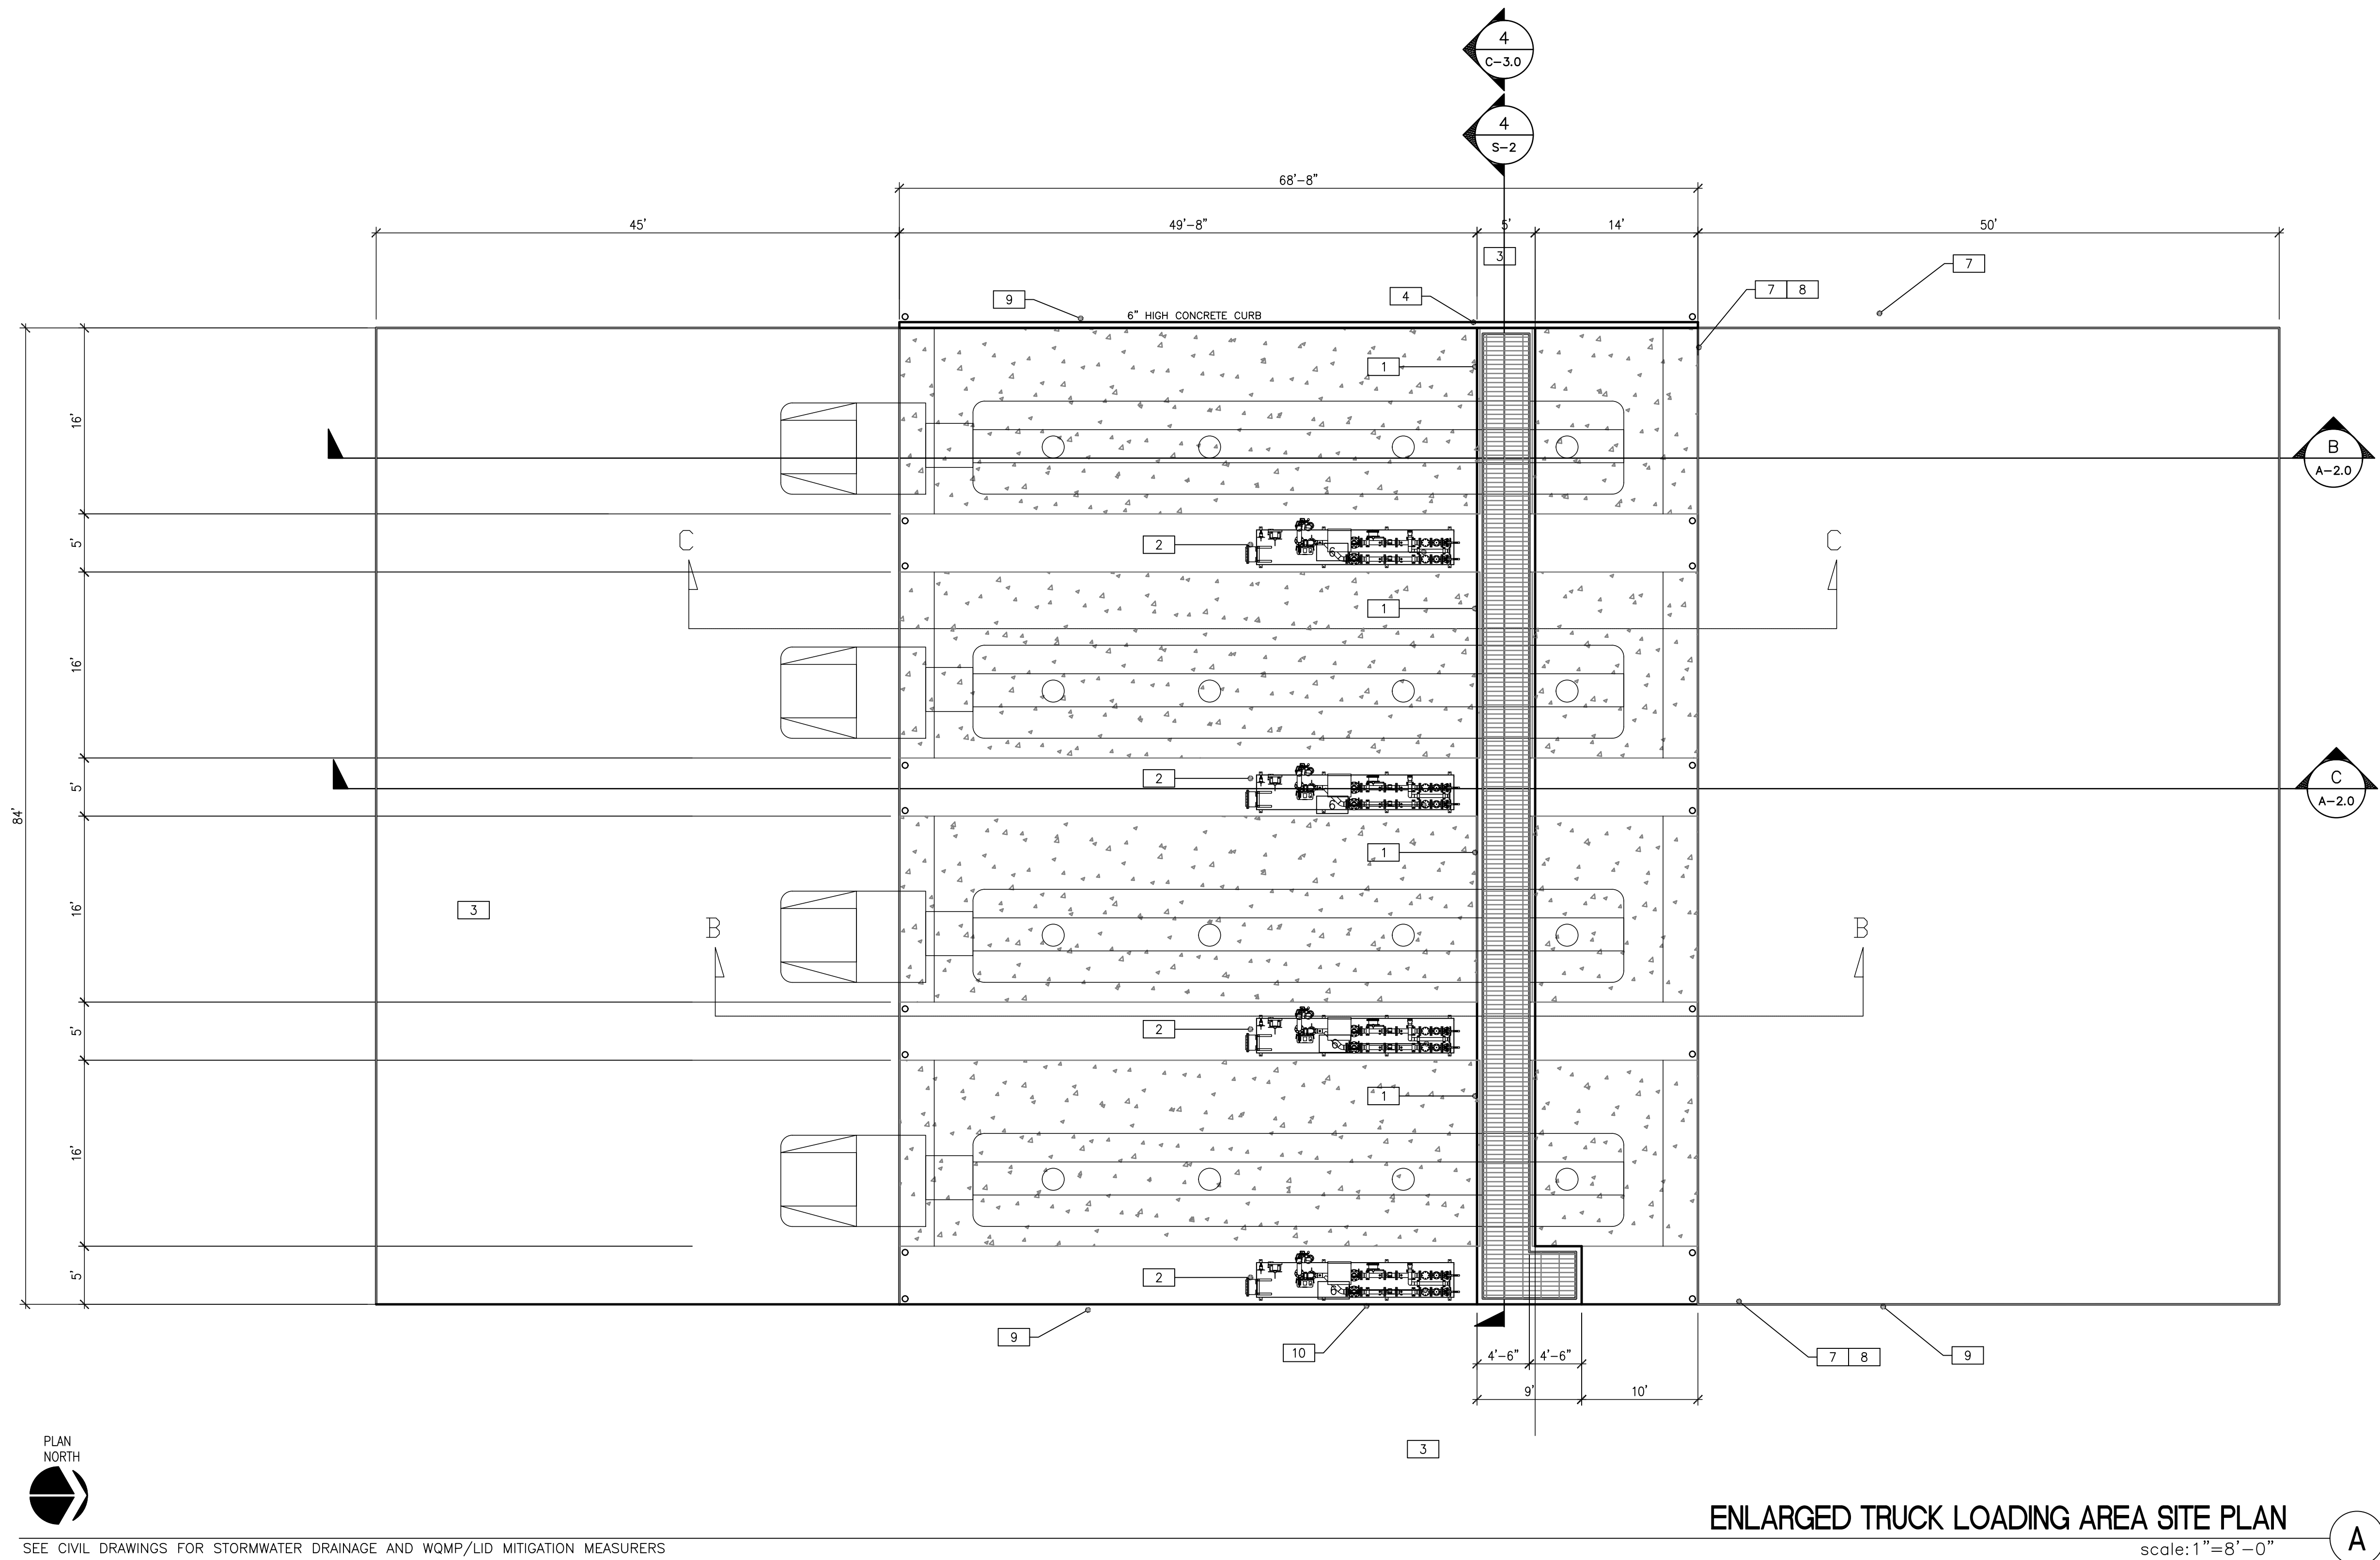 4
C-3.0
4
S-2
68'-8"
45'
49'-8"
5'
14'
50'
3
7
7 8
9
4
6" HIGH CONCRETE CURB
1
16'
B
A-2.0
C
C
5'
2
6
1
16'
84'
5'
2
6
C
A-2.0
1
16'
3
B
B
5'
2
6
1
16'
5'
2
6
9
10
4'-6"
4'-6"
7 8
9
9'
10'
3
PLAN
NORTH
ENLARGED TRUCK LOADING AREA SITE PLAN
A
SEE CIVIL DRAWINGS FOR STORMWATER DRAINAGE AND WQMP/LID MITIGATION MEASURERS
scale:1"=8'-0"